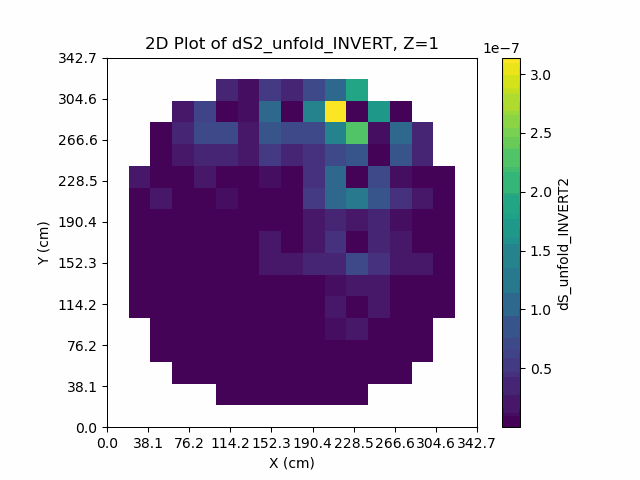 2D Plot of dS2_unfold_INVERT, Z=1
1e−7
342.7
304.6
266.6
228.5
190.4
152.3
114.2
76.2
38.1
0.0
Y (cm)
0.0 38.1 76.2 114.2 152.3 190.4 228.5 266.6 304.6 342.7
X (cm)
3.0
2.5
2.0
1.5
1.0
0.5
dS_unfold_INVERT2